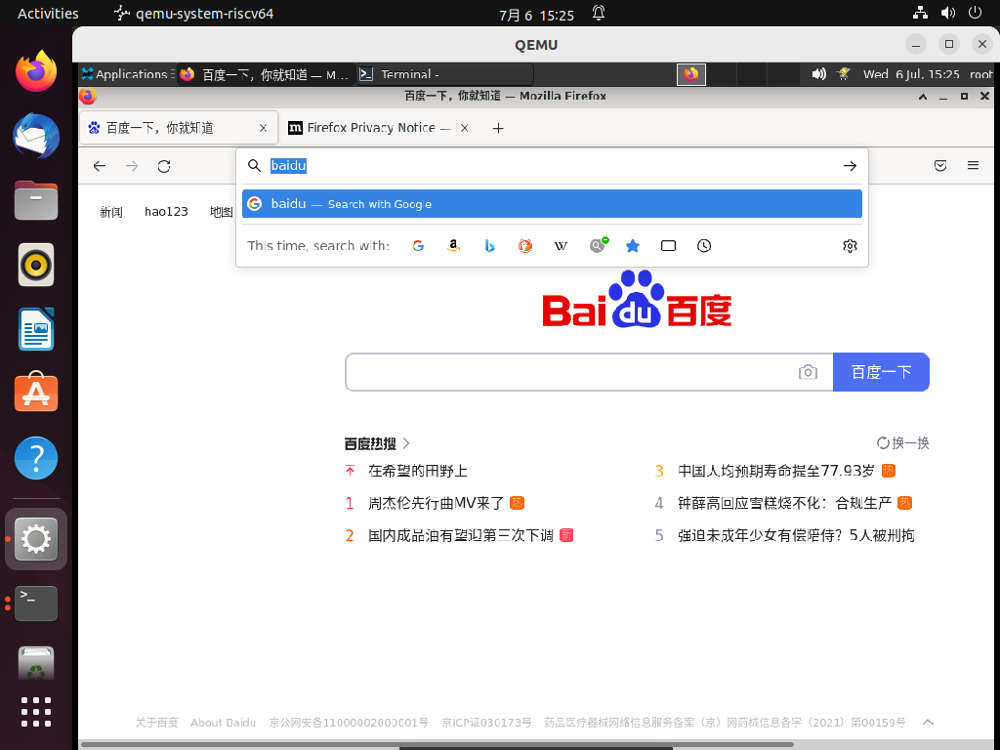 Activities qemu-system-riscv64 7月 6 15:25
QEMU
Applications 百度一下，你就知道 — M... Terminal - Wed 6 Jul, 15:25 root
百度一下，你就知道 — Mozilla Firefox
百度一下，你就知道 Firefox Privacy Notice —
baidu
baidu — Search with Google
新闻 hao123 地图
This time, search with:
Bai du 百度
百度一下
百度热搜 换一换
在希望的田野上
3 中国人均预期寿命提至77.93岁 热
1 周杰伦先行曲MV来了 热
4 钟薛高回应雪糕烧不化：合规生产 热
2 国内成品油有望迎第三次下调 新
5 强迫未成年少女有偿陪侍？5人被刑拘
关于百度 About Baidu 京公网安备11000002000001号 京ICP证030173号 药品医疗器械网络信息服务备案（京）网药械信息备字（2021）第00159号